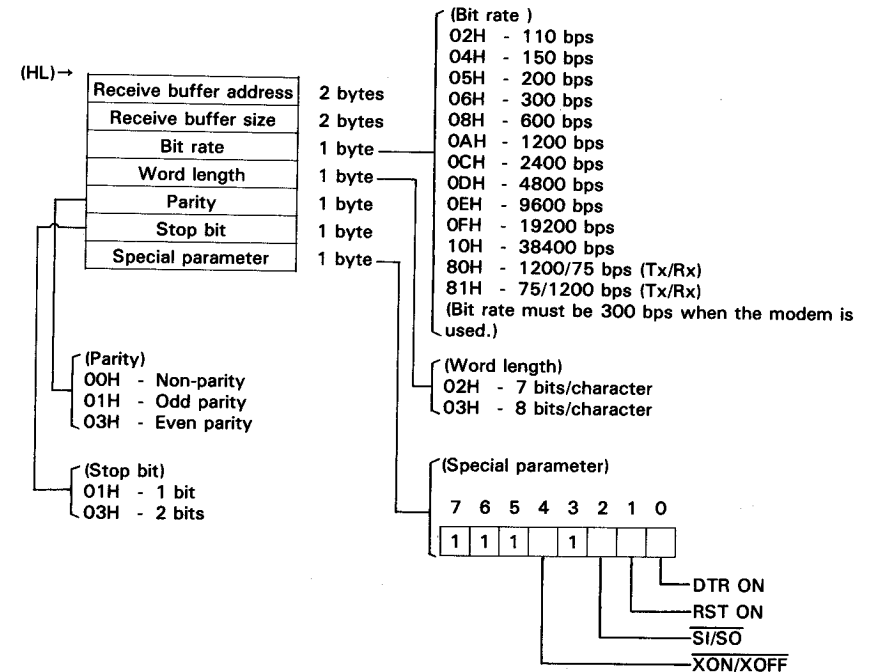 (HL)→
Receive buffer address 2 bytes
Receive buffer size 2 bytes
Bit rate 1 byte
Word length 1 byte
Parity 1 byte
Stop bit 1 byte
Special parameter 1 byte
(Bit rate )
02H - 110 bps
04H - 150 bps
05H - 200 bps
06H - 300 bps
08H - 600 bps
0AH - 1200 bps
0CH - 2400 bps
0DH - 4800 bps
0EH - 9600 bps
0FH - 19200 bps
10H - 38400 bps
80H - 1200/75 bps (Tx/Rx)
81H - 75/1200 bps (Tx/Rx)
(Bit rate must be 300 bps when the modem is
used.)
(Parity)
00H - Non-parity
01H - Odd parity
03H - Even parity
(Word length)
02H - 7 bits/character
03H - 8 bits/character
(Stop bit)
01H - 1 bit
03H - 2 bits
(Special parameter)
7 6 5 4 3 2 1 0
1 1 1 1
DTR ON
RST ON
SI/SO
XON/XOFF